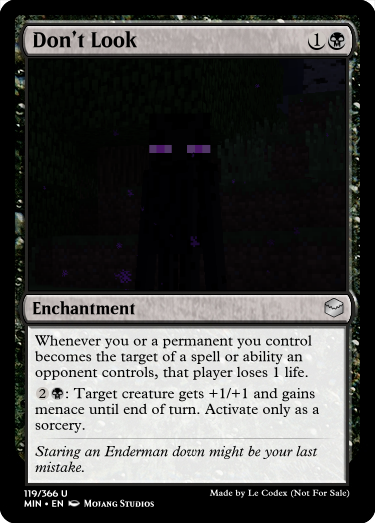 Don't Look
1
Enchantment
Whenever you or a permanent you control
becomes the target of a spell or ability an
opponent controls, that player loses 1 life.
2 : Target creature gets +1/+1 and gains
menace until end of turn. Activate only as a
sorcery.
Staring an Enderman down might be your last
mistake.
119/366 U
Made by Le Codex (Not For Sale)
MIN • EN Mojang Studios